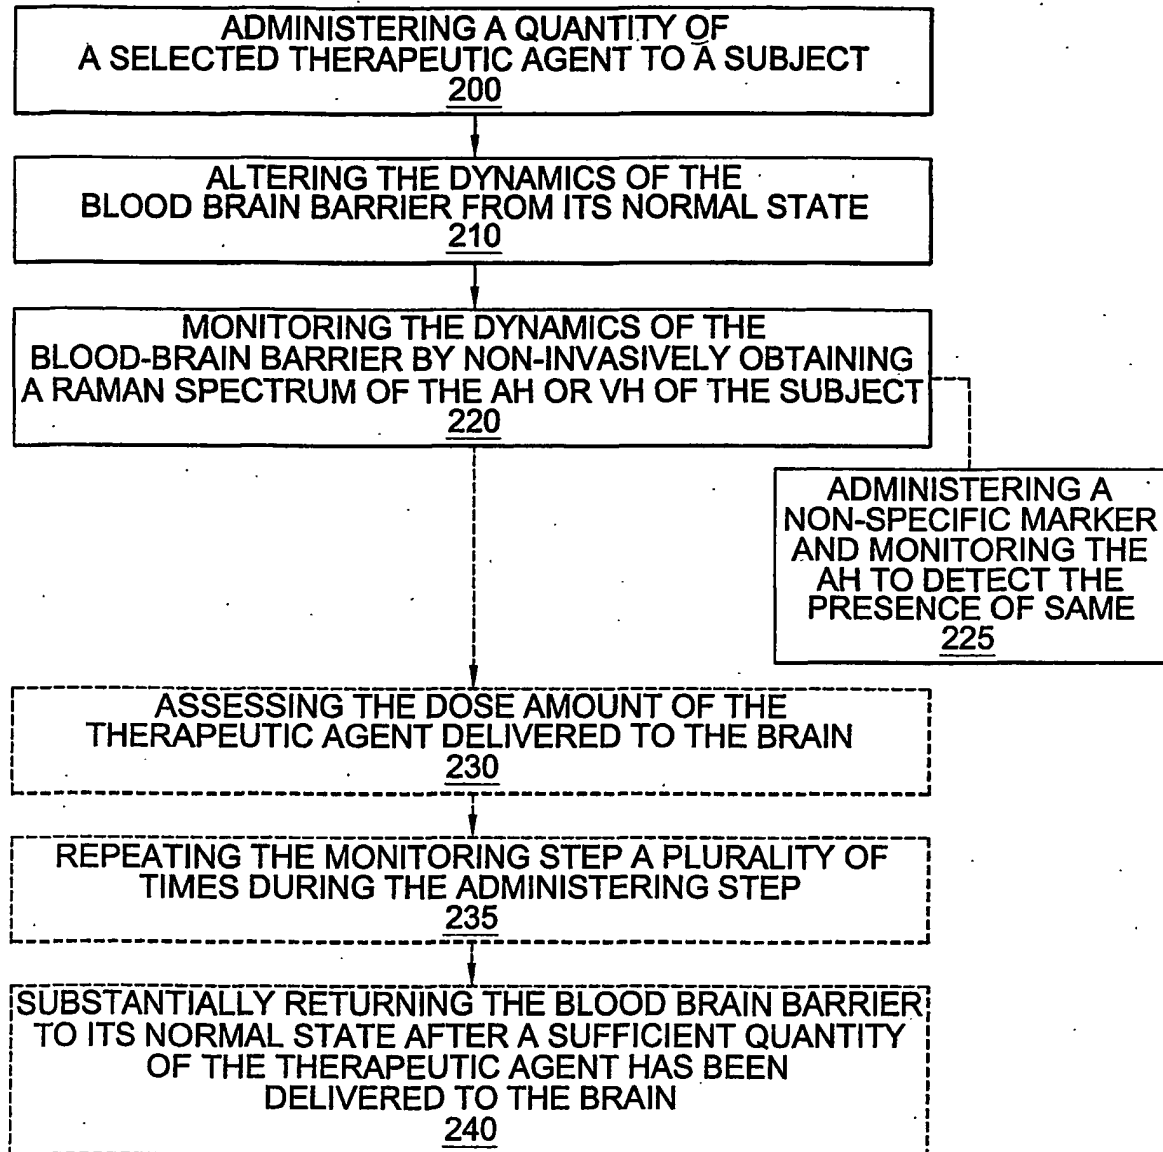 ADMINISTERING A QUANTITY OF
A SELECTED THERAPEUTIC AGENT TO A SUBJECT
200
ALTERING THE DYNAMICS OF THE
BLOOD BRAIN BARRIER FROM ITS NORMAL STATE
210
MONITORING THE DYNAMICS OF THE
BLOOD-BRAIN BARRIER BY NON-INVASIVELY OBTAINING
A RAMAN SPECTRUM OF THE AH OR VH OF THE SUBJECT
220
ADMINISTERING A
NON-SPECIFIC MARKER
AND MONITORING THE
AH TO DETECT THE
PRESENCE OF SAME
225
ASSESSING THE DOSE AMOUNT OF THE
THERAPEUTIC AGENT DELIVERED TO THE BRAIN
230
REPEATING THE MONITORING STEP A PLURALITY OF
TIMES DURING THE ADMINISTERING STEP
235
SUBSTANTIALLY RETURNING THE BLOOD BRAIN BARRIER
TO ITS NORMAL STATE AFTER A SUFFICIENT QUANTITY
OF THE THERAPEUTIC AGENT HAS BEEN
DELIVERED TO THE BRAIN
240